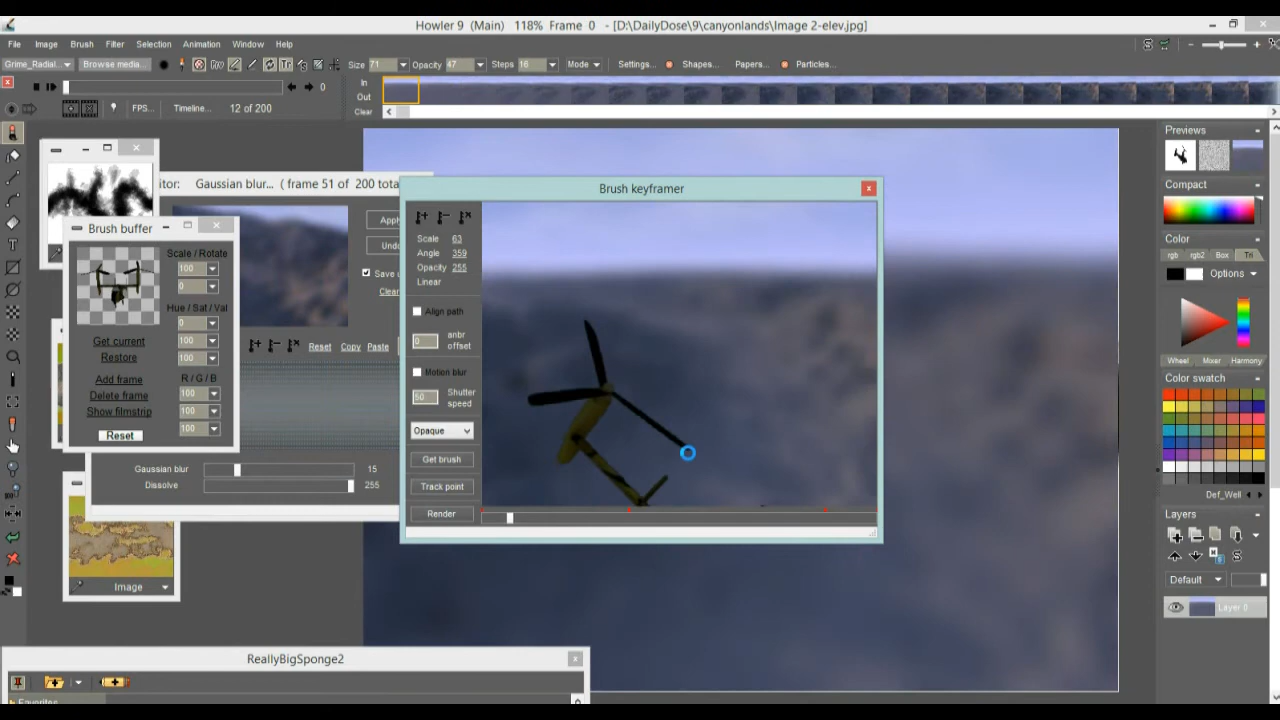 Howler 9 (Main) 118% Frame 0 - [D:\DailyDose\9\canyonlands\Image 2-elev.jpg]
File Image Brush Filter Selection Animation Window Help
Grime_Radial... Browse media... Size 71 Opacity 47 Steps 16 Mode Settings... Shapes... Papers... Particles...
0
In
Out
Clear
FPS... Timeline... 12 of 200
itor: Gaussian blur... ( frame 51 of 200 tota
Brush keyframer
Brush buffer
Scale / Rotate
100
0
Hue / Sat / Val
0
100
100
R / G / B
100
100
100
Get current
Restore
Add frame
Delete frame
Show filmstrip
Reset
Appl
Undo
Save u
Clear
Reset Copy Paste
Gaussian blur 15
Dissolve 255
Scale 63
Angle 359
Opacity 255
Linear
Align path
0 anbr offset
Motion blur
50 Shutter speed
Opaque
Get brush
Track point
Render
Image
ReallyBigSponge2
Favorites
Previews
Compact
Color
rgb rgb2 Box Tri
Options
Wheel Mixer Harmony
Color swatch
Def_Well
Layers
Default
Layer 0